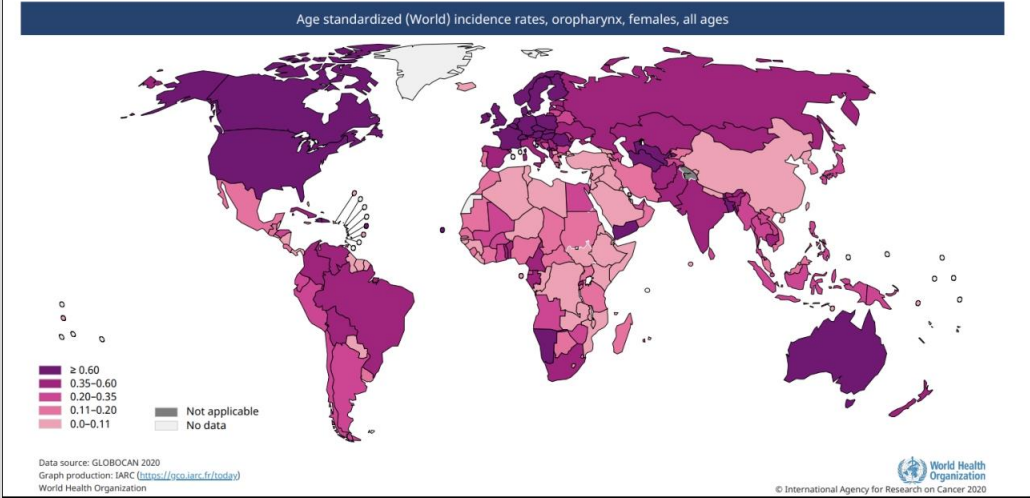 Age standardized (World) incidence rates, oropharynx, females, all ages
≥ 0.60
0.35–0.60
0.20–0.35
0.11–0.20
0.0–0.11
Not applicable
No data
Data source: GLOBOCAN 2020
Graph production: IARC (https://gco.iarc.fr/today)
World Health Organization
World Health
Organization
© International Agency for Research on Cancer 2020